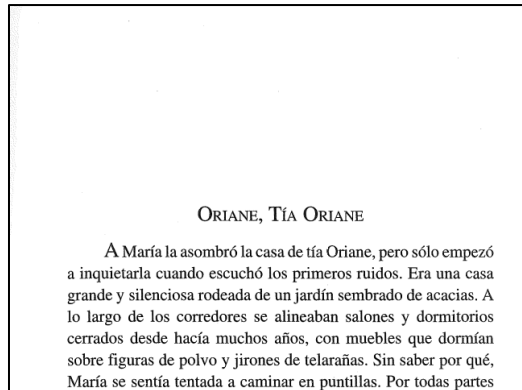 ORIANE, TÍA ORIANE
A María la asombró la casa de tía Oriane, pero sólo empezó
a inquietarla cuando escuchó los primeros ruidos. Era una casa
grande y silenciosa rodeada de un jardín sembrado de acacias. A
lo largo de los corredores se alineaban salones y dormitorios
cerrados desde hacía muchos años, con muebles que dormían
sobre figuras de polvo y jirones de telarañas. Sin saber por qué,
María se sentía tentada a caminar en puntillas. Por todas partes